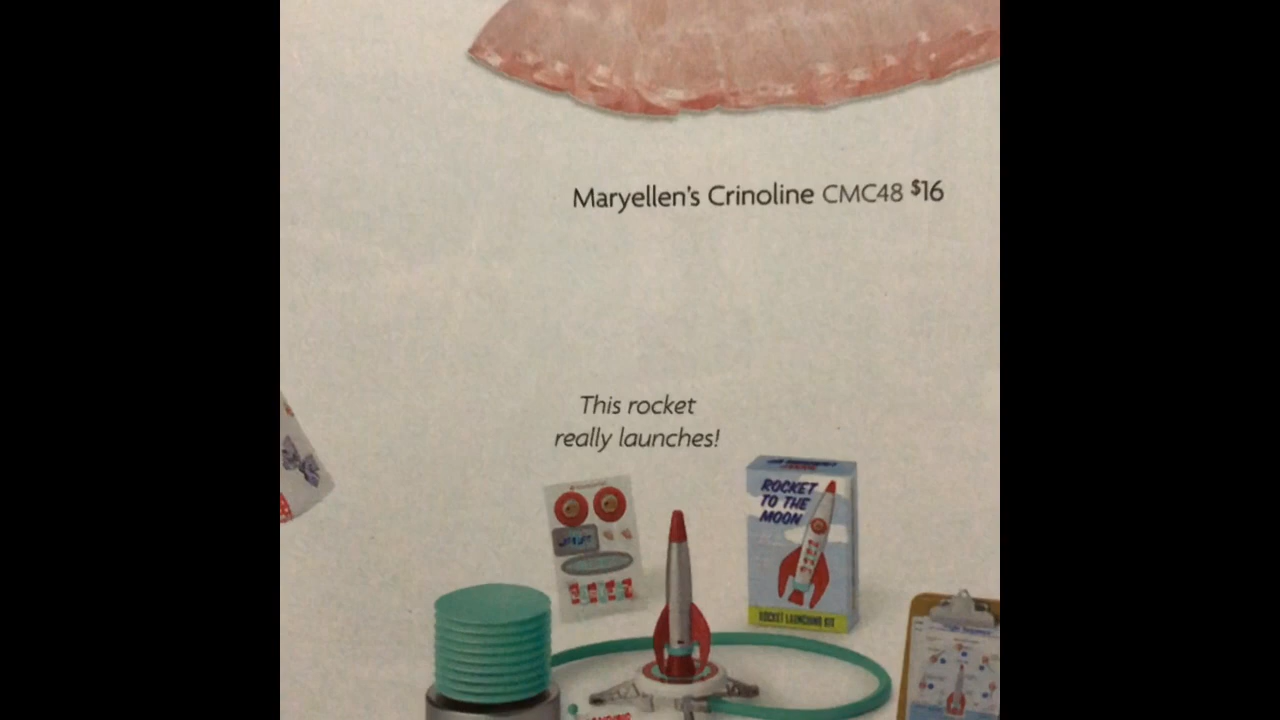 Maryellen's Crinoline CMC48 $16
This rocket
really launches!
ROCKET
TO THE
MOON
ROCKET LAUNCHING KIT